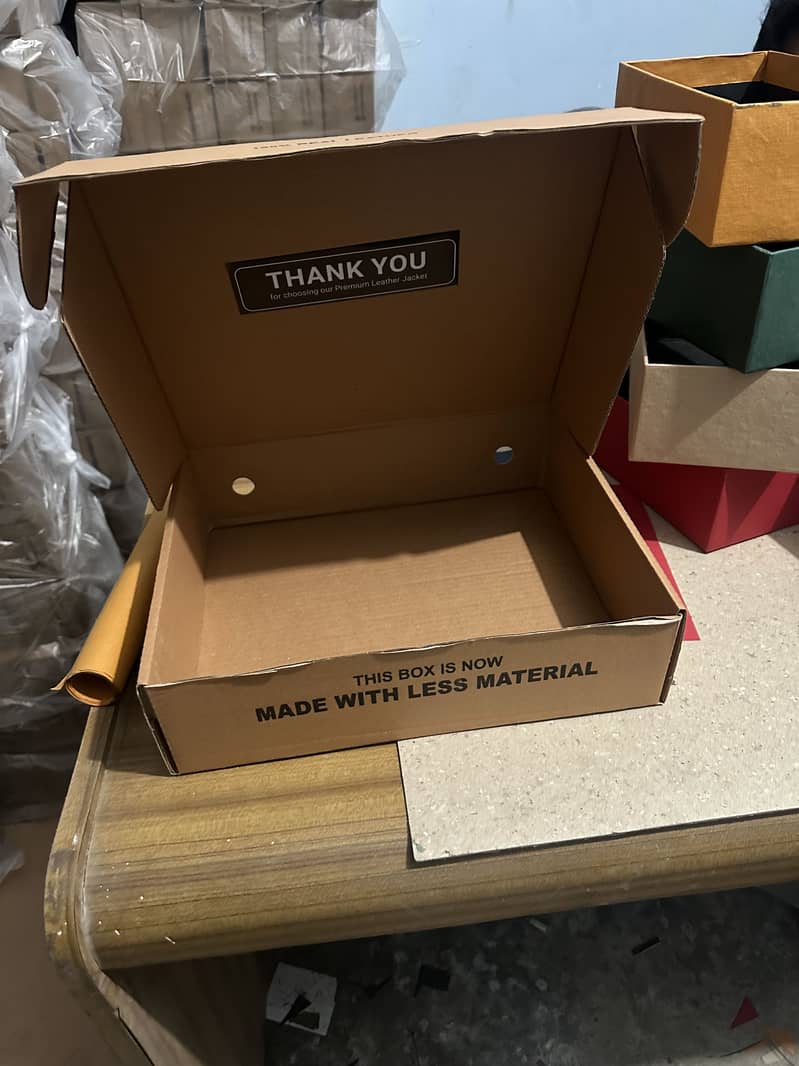 THANK YOU
for choosing our Premium Leather Jacket
THIS BOX IS NOW
MADE WITH LESS MATERIAL